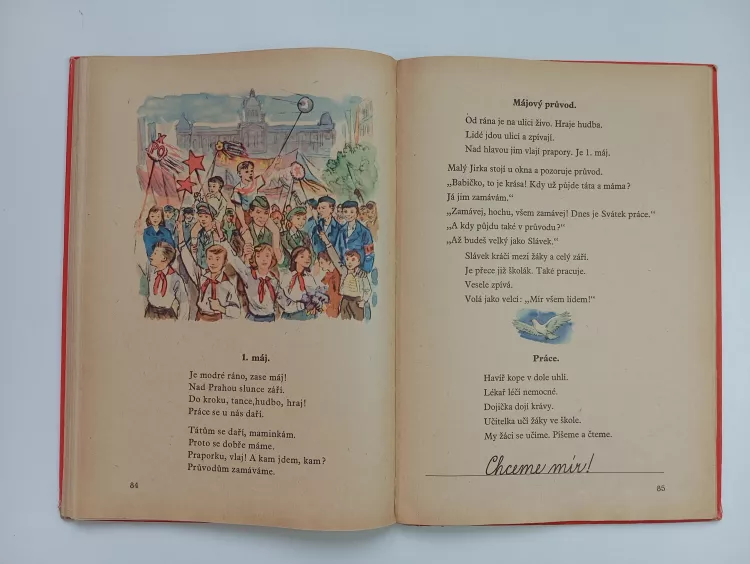 1. máj.
Je modré ráno, zase máj!
Nad Prahou slunce září.
Do kroku, tance,hudbo, hraj!
Práce se u nás daří.
Tátům se daří, maminkám.
Proto se dobře máme.
Praporku, vlaj! A kam jdem, kam?
Průvodům zamáváme.
84
Májový průvod.
Od rána je na ulici živo. Hraje hudba.
Lidé jdou ulicí a zpívají.
Nad hlavou jim vlají prapory. Je 1. máj.
Malý Jirka stojí u okna a pozoruje průvod.
„Babičko, to je krása! Kdy už půjde táta a máma?
Já jim zamávám.“
„Zamávej, hochu, všem zamávej! Dnes je Svátek práce.“
„A kdy půjdu také v průvodu?“
„Až budeš velký jako Slávek.“
Slávek kráčí mezi žáky a celý září.
Je přece již školák. Také pracuje.
Vesele zpívá.
Volá jako velcí: „Mír všem lidem!“
Práce.
Havíř kope v dole uhlí.
Lékař léčí nemocné.
Dojička dojí krávy.
Učitelka učí žáky ve škole.
My žáci se učíme. Píšeme a čteme.
Chceme mír!
85